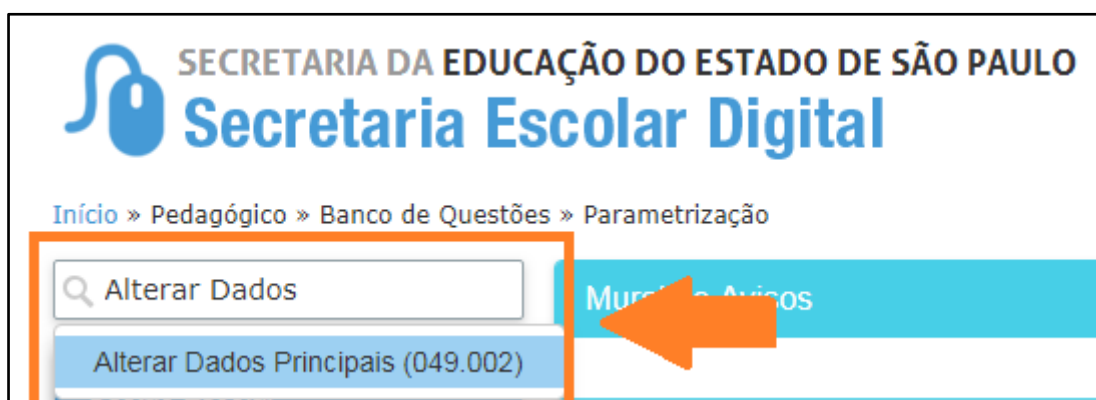 SECRETARIA DA EDUCAÇÃO DO ESTADO DE SÃO PAULO
Secretaria Escolar Digital
Início » Pedagógico » Banco de Questões » Parametrização
Alterar Dados
Alterar Dados Principais (049.002)